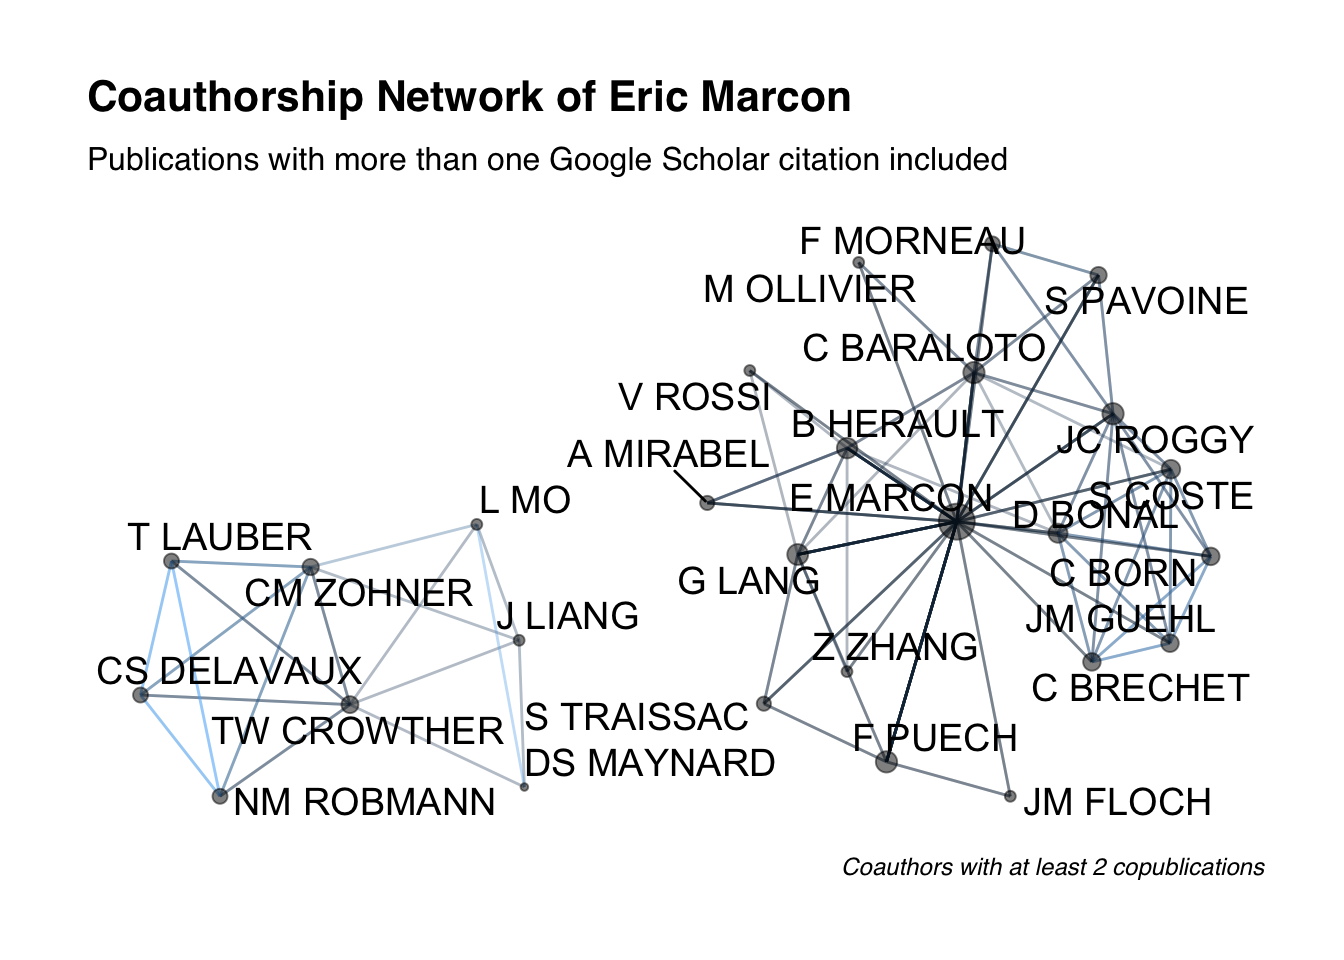 Coauthorship Network of Eric Marcon
Publications with more than one Google Scholar citation included
F MORNEAU
M OLLIVIER
S PAVOINE
C BARALOTO
V ROSSI
B HERAULT
JC ROGGY
A MIRABEL
L MO
E MARCON
S COSTE
D BONAL
T LAUBER
CM ZOHNER
G LANG
C BORN
J LIANG
JM GUEHL
Z ZHANG
CS DELAVAUX
C BRECHET
TW CROWTHER
S TRAISSAC
F PUECH
DS MAYNARD
NM ROBMANN
JM FLOCH
Coauthors with at least 2 copublications